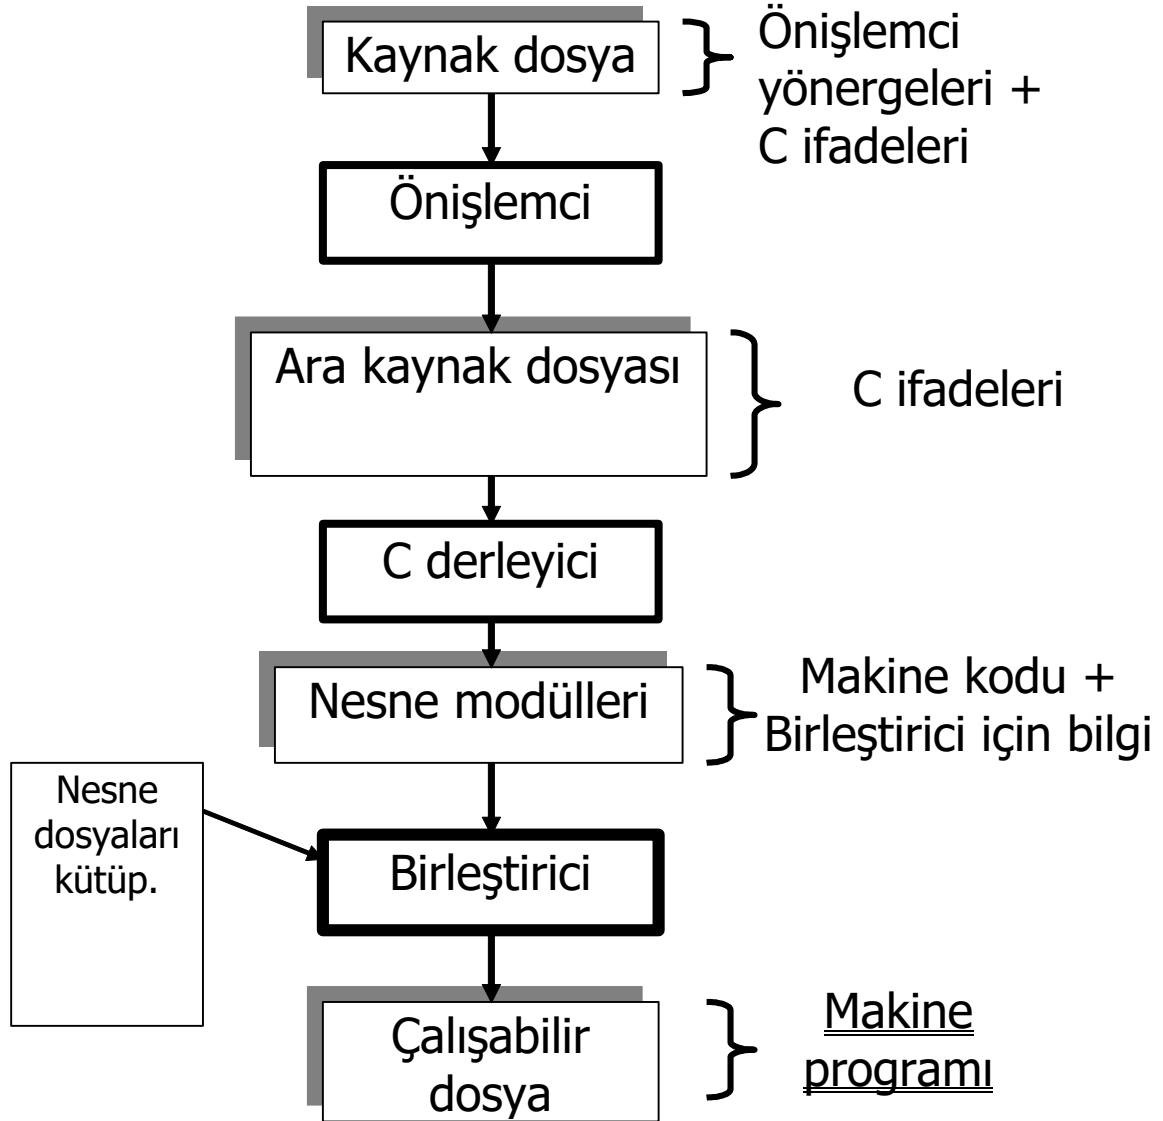 Kaynak dosya
Önişlemci
yönergeleri +
C ifadeleri
Önişlemci
Ara kaynak dosyası
C ifadeleri
C derleyici
Nesne modülleri
Makine kodu +
Birleştirici için bilgi
Nesne
dosyaları
kütüp.
Birleştirici
Çalışabilir
dosya
Makine
programı